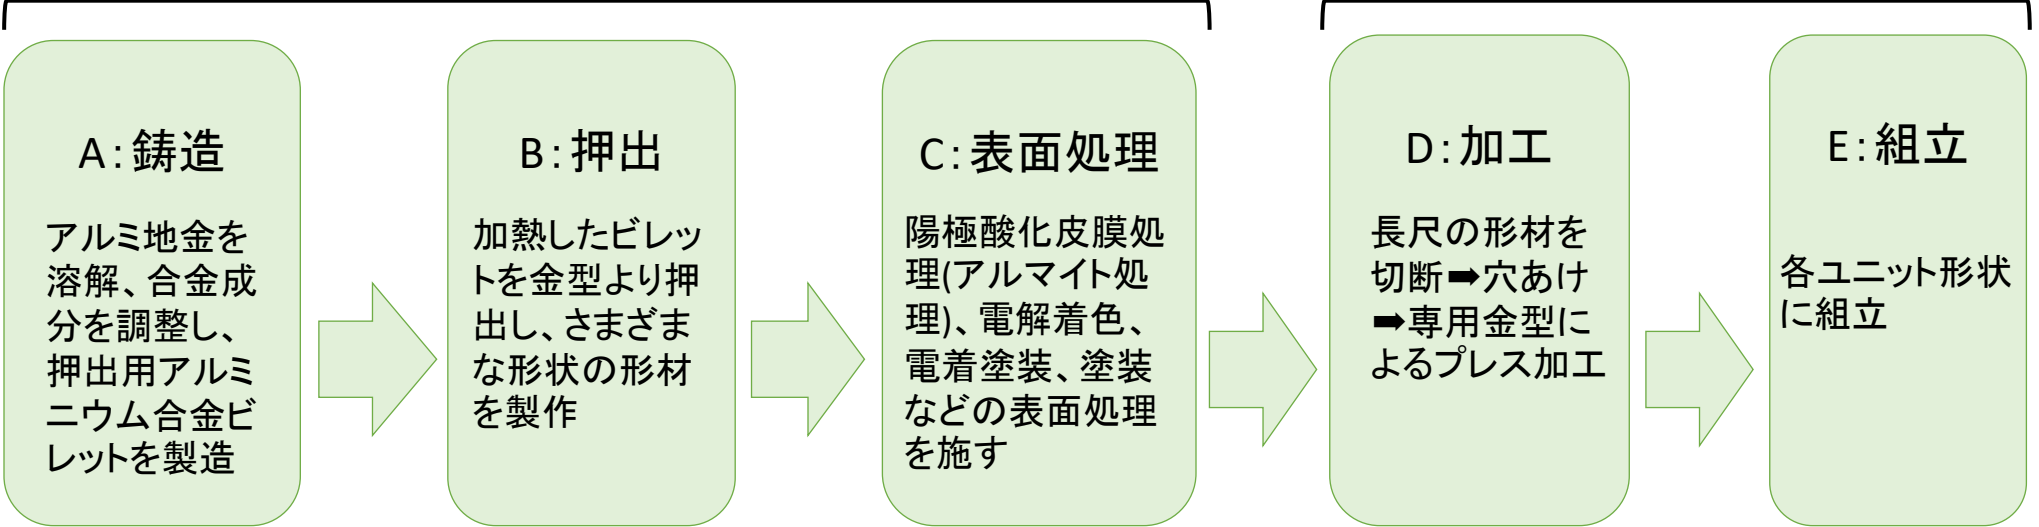 A:鋳造
アルミ地金を
溶解、合金成
分を調整し、
押出用アルミ
ニウム合金ビ
レットを製造
B:押出
加熱したビレッ
トを金型より押
出し、さまざま
な形状の形材
を製作
C:表面処理
陽極酸化皮膜処
理(アルマイト処
理)、電解着色、
電着塗装、塗装
などの表面処理
を施す
D:加工
長尺の形材を
切断➡穴あけ
➡専用金型に
よるプレス加工
E:組立
各ユニット形状
に組立